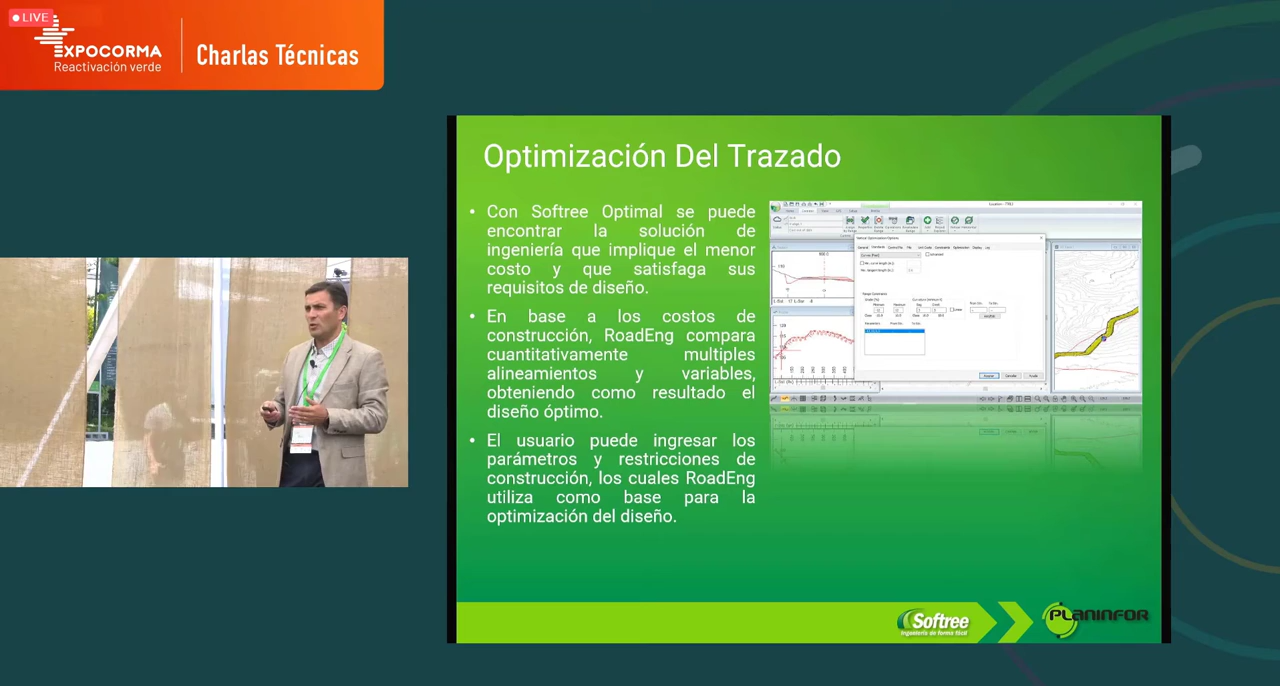 LIVE
EXPOCORMA
Reactivación verde
Charlas Técnicas
Optimización Del Trazado
• Con Softree Optimal se puede
encontrar la solución de
ingeniería que implique el menor
costo y que satisfaga sus
requisitos de diseño.
• En base a los costos de
construcción, RoadEng compara
cuantitativamente multiples
alineamientos y variables,
obteniendo como resultado el
diseño óptimo.
• El usuario puede ingresar los
parámetros y restricciones de
construcción, los cuales RoadEng
utiliza como base para la
optimización del diseño.
Softree
Ingeniería de forma fácil
PLANINFOR